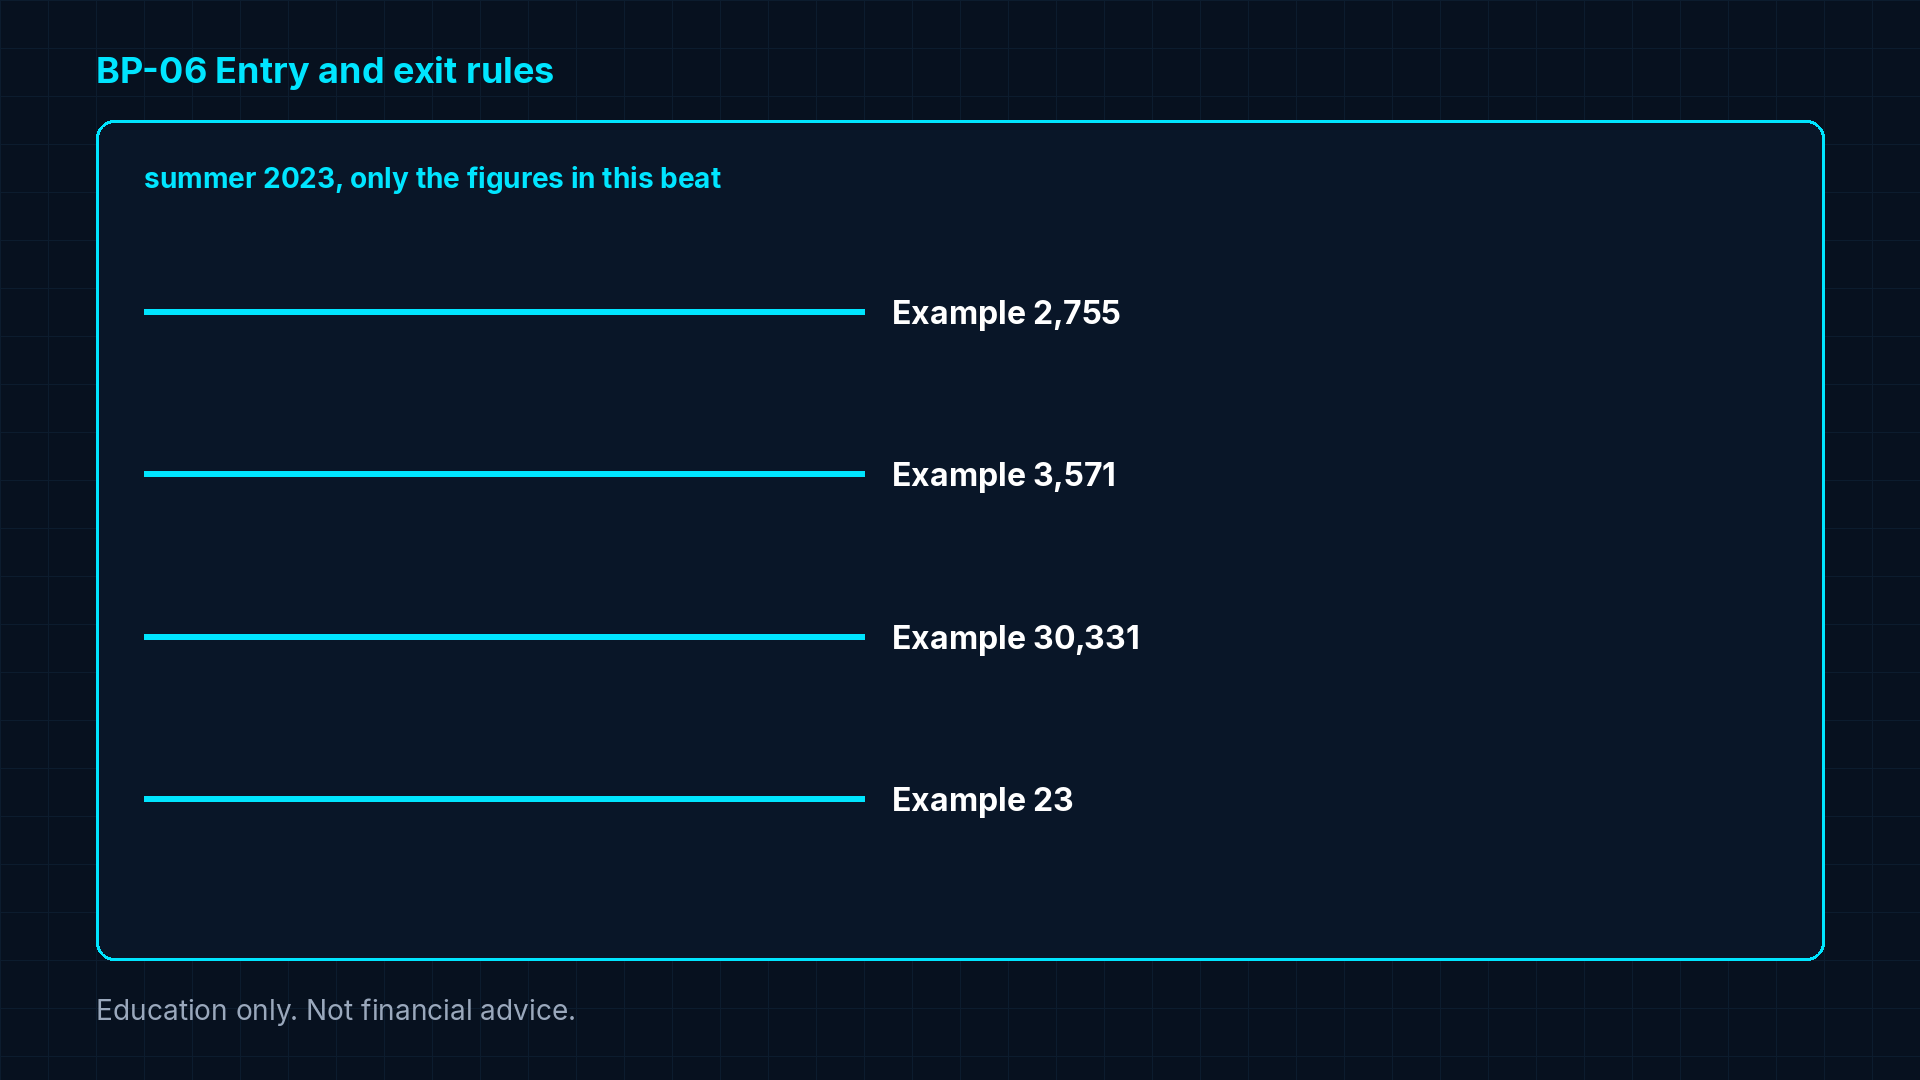 BP-06 Entry and exit rules
summer 2023, only the figures in this beat
Example 2,755
Example 3,571
Example 30,331
Example 23
Education only. Not financial advice.